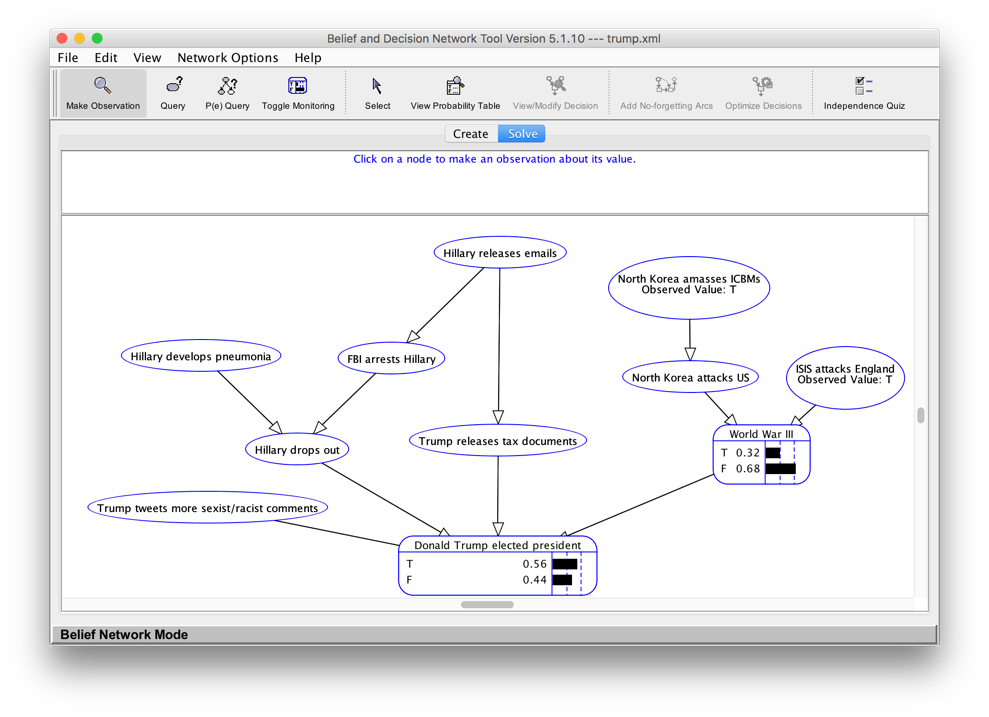 Belief and Decision Network Tool Version 5.1.10 --- trump.xml
File Edit View Network Options Help
Make Observation Query P(e) Query Toggle Monitoring Select View Probability Table View/Modify Decision Add No-forgetting Arcs Optimize Decisions Independence Quiz
Create Solve
Click on a node to make an observation about its value.
Hillary releases emails
North Korea amasses ICBMs
Observed Value: T
Hillary develops pneumonia
FBI arrests Hillary
North Korea attacks US
ISIS attacks England
Observed Value: T
Hillary drops out
Trump releases tax documents
World War III
T 0.32
F 0.68
Trump tweets more sexist/racist comments
Donald Trump elected president
T 0.56
F 0.44
Belief Network Mode